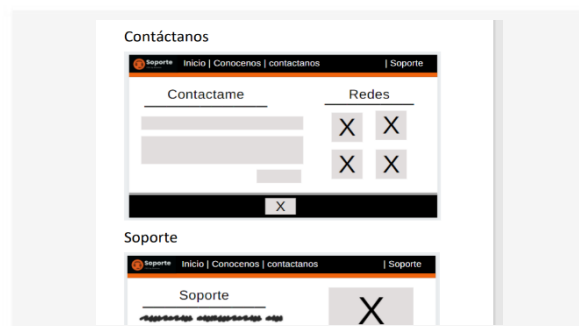 Contáctanos
Soporte Inicio | Conocenos | contactanos | Soporte
Contactame Redes
X X
X X
X
Soporte
Soporte Inicio | Conocenos | contactanos | Soporte
Soporte
X